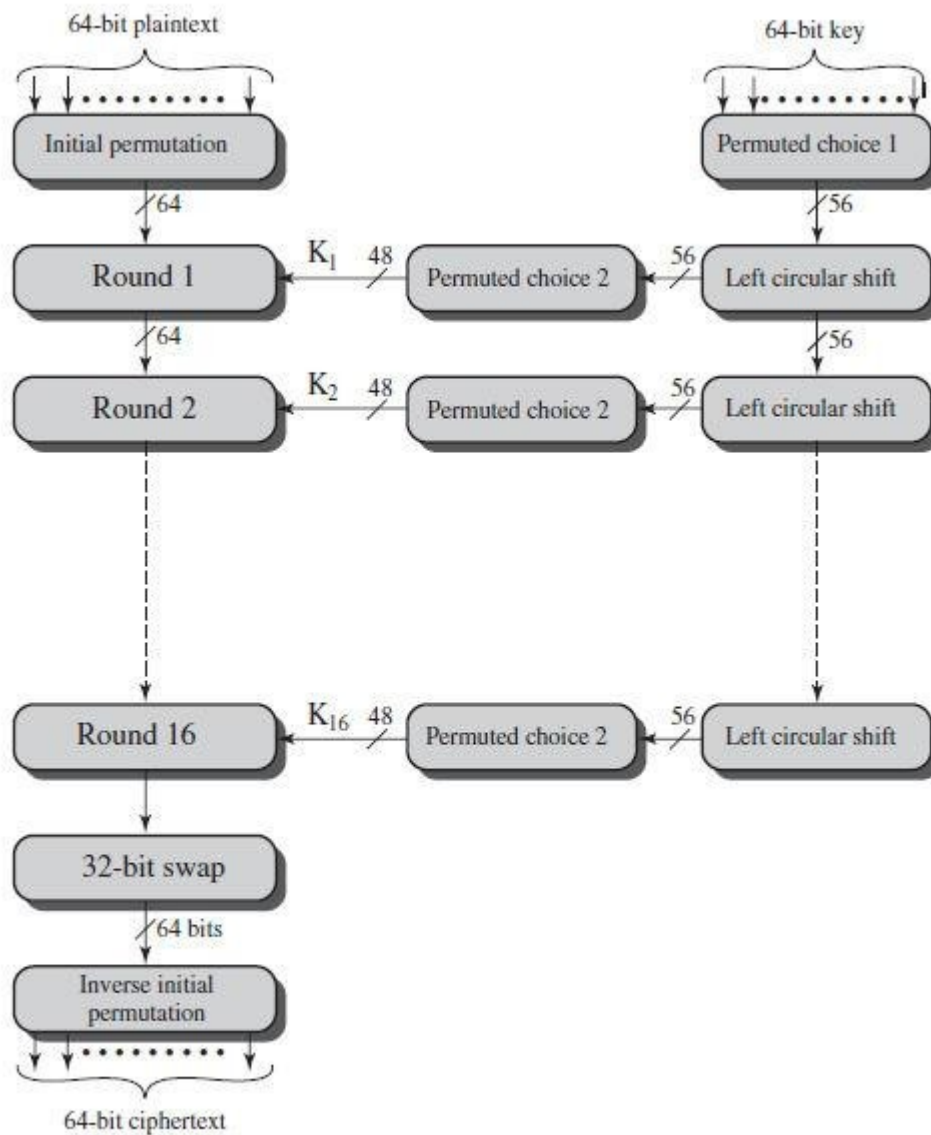 64-bit plaintext
64-bit key
Initial permutation
Permuted choice 1
64
56
Round 1
K1
48
Permuted choice 2
56
Left circular shift
64
56
Round 2
K2
48
Permuted choice 2
56
Left circular shift
Round 16
K16
48
Permuted choice 2
56
Left circular shift
32-bit swap
64 bits
Inverse initial
permutation
64-bit ciphertext